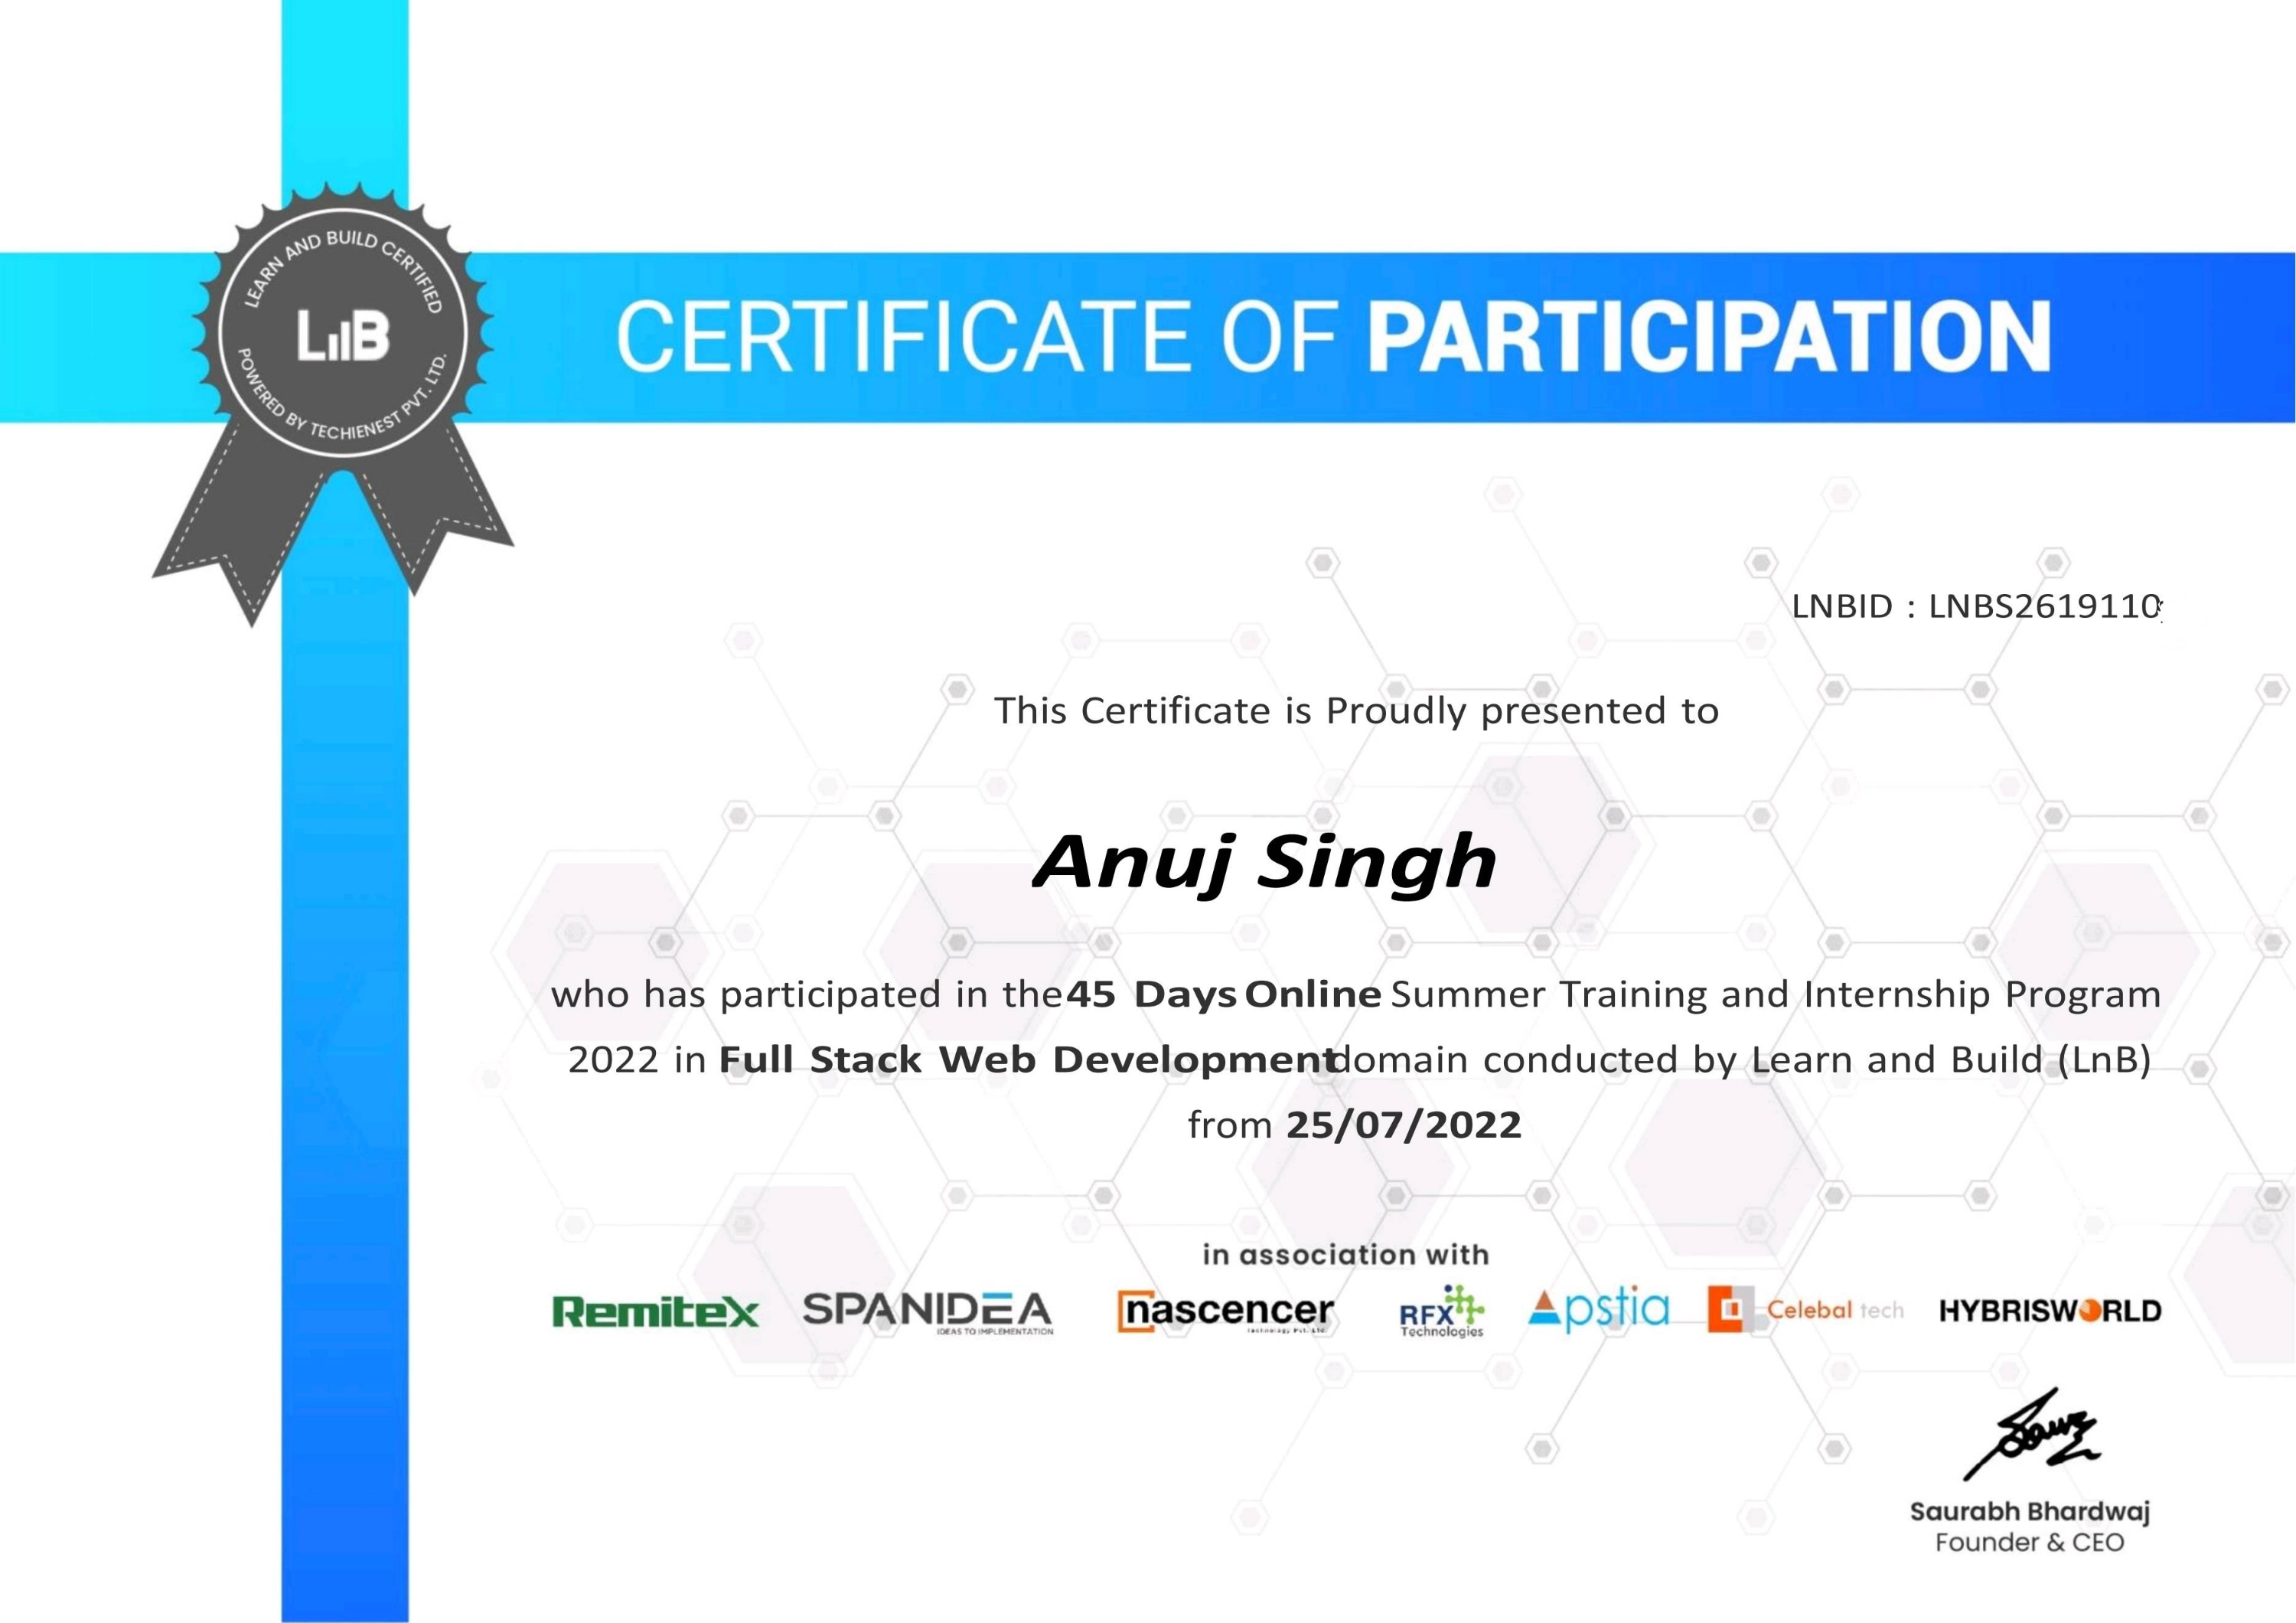 LEARN AND BUILD CERTIFIED
LnB
POWERED BY TECHIENEST PVT. LTD.
CERTIFICATE OF PARTICIPATION
LNBID : LNBS2619110
This Certificate is Proudly presented to
Anuj Singh
who has participated in the 45 Days Online Summer Training and Internship Program
2022 in Full Stack Web Development domain conducted by Learn and Build (LnB)
from 25/07/2022
in association with
Remitex SPANIDEA nascencer RFX Apstia Celebal tech HYBRISWORLD
IDEAS TO IMPLEMENTATION Technology Pvt. Ltd. Technologies
Saurabh Bhardwaj
Founder & CEO